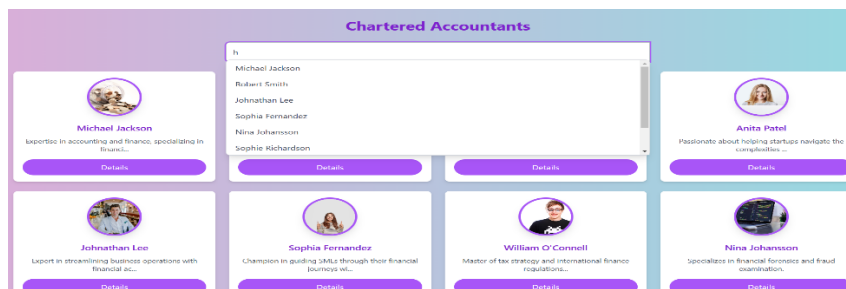 Chartered Accountants
h
Michael Jackson
Robert Smith
Johnathan Lee
Sophia Fernandez
Nina Johansson
Sophie Richardson
Michael Jackson
Expertise in accounting and finance, specializing in
financi...
Details
Details
Details
Anita Patel
Passionate about helping startups navigate the
complexities ...
Details
Johnathan Lee
Expert in streamlining business operations with
financial ac...
Details
Sophia Fernandez
Champion in guiding SMEs through their financial
journeys wi...
Details
William O'Connell
Master of tax strategy and international finance
regulations...
Details
Nina Johansson
Specializes in financial forensics and fraud
examination.
Details